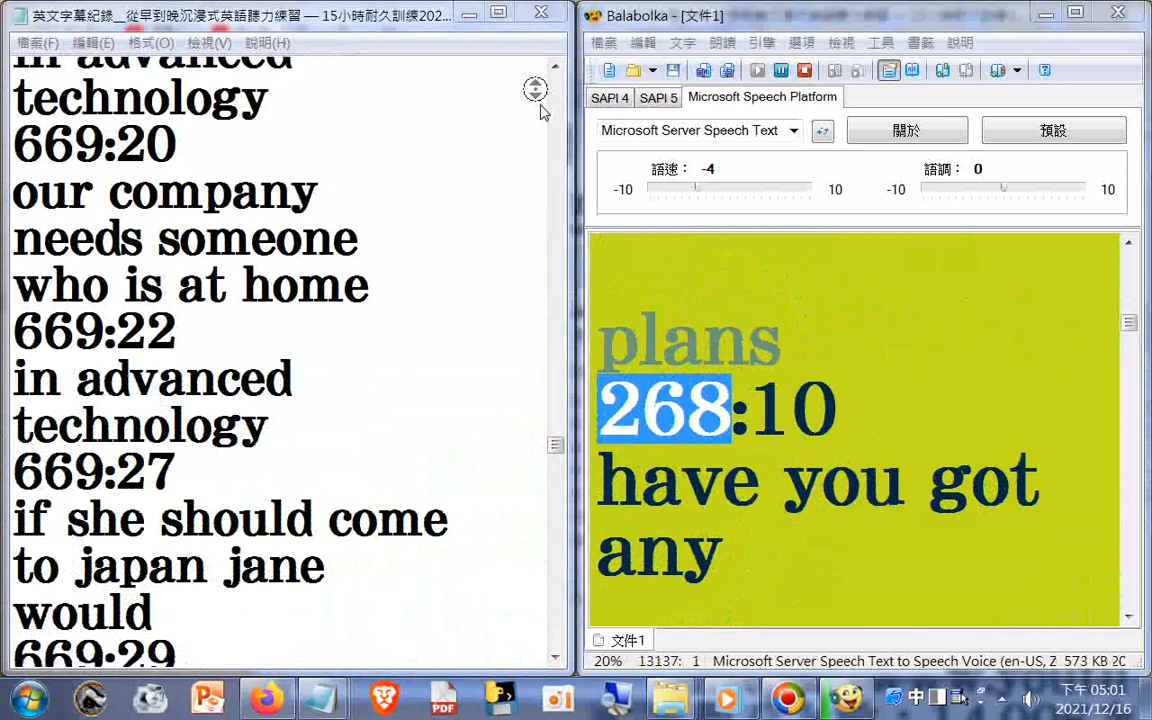 英文字幕紀錄__從早到晚沉浸式英語聽力練習 — 15小時耐久訓練202...
檔案(F) 編輯(E) 格式(O) 檢視(V) 說明(H)
in advanced
technology
669:20
our company
needs someone
who is at home
669:22
in advanced
technology
669:27
if she should come
to japan jane
would
669:29
Balabolka - [文件1]
檔案 編輯 文字 朗讀 引擎 選項 檢視 工具 書籤 說明
SAPI 4 SAPI 5 Microsoft Speech Platform
Microsoft Server Speech Text 關於 預設
語速： -4 語調： 0
-10 10 -10 10
plans
268:10
have you got
any
文件1
20% 13137: 1 Microsoft Server Speech Text to Speech Voice (en-US, Z 573 KB 20
PDF
中
下午 05:01
2021/12/16